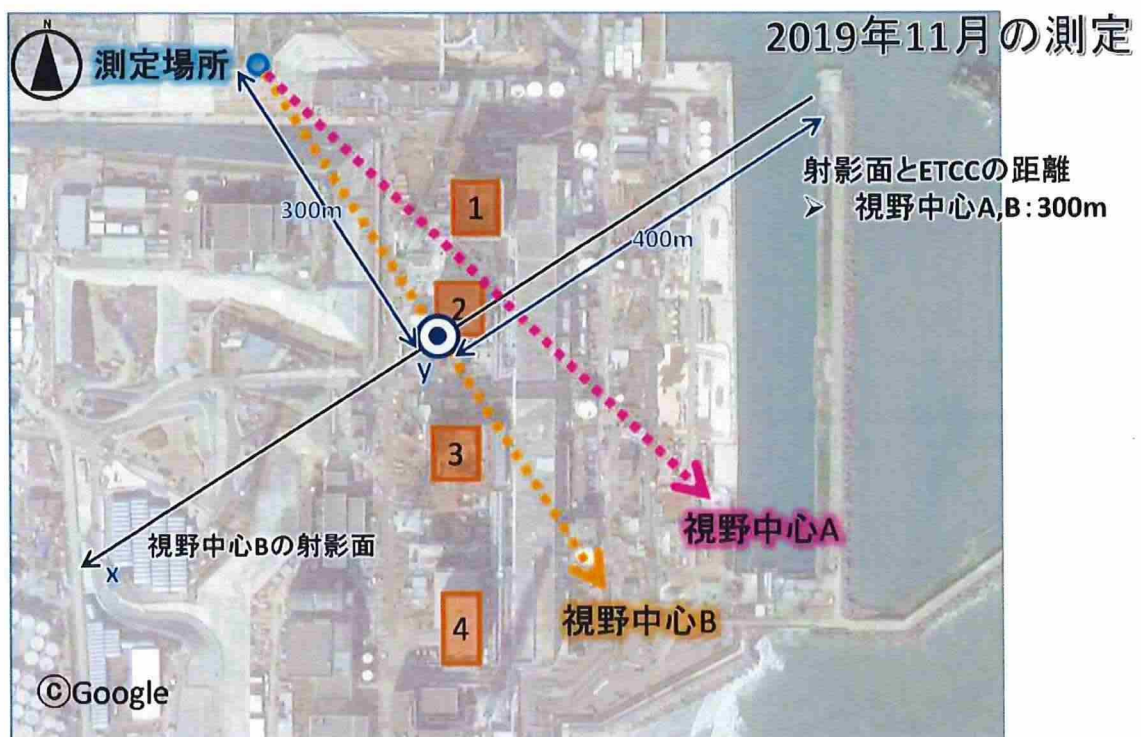 2019年11月の測定
N
測定場所
射影面とETCCの距離
➢ 視野中心A,B:300m
300m
400m
1
2
y
3
視野中心A
視野中心Bの射影面
x
視野中心B
4
©Google